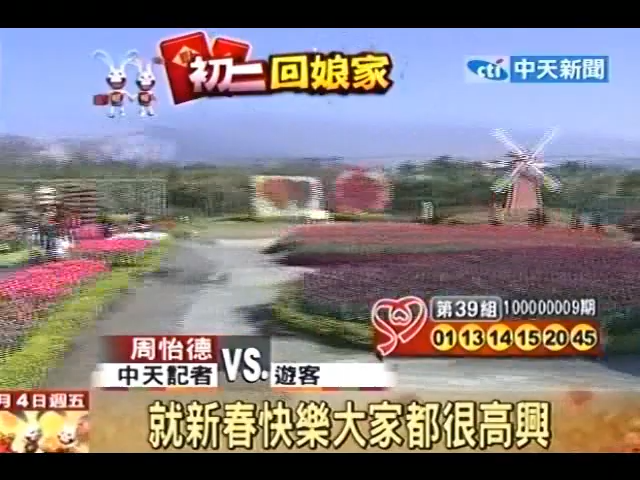 初二回娘家
cti 中天新聞
第39組 100000009期
01 13 14 15 20 45
周怡德
中天記者 VS. 遊客
月4日週五
就新春快樂大家都很高興